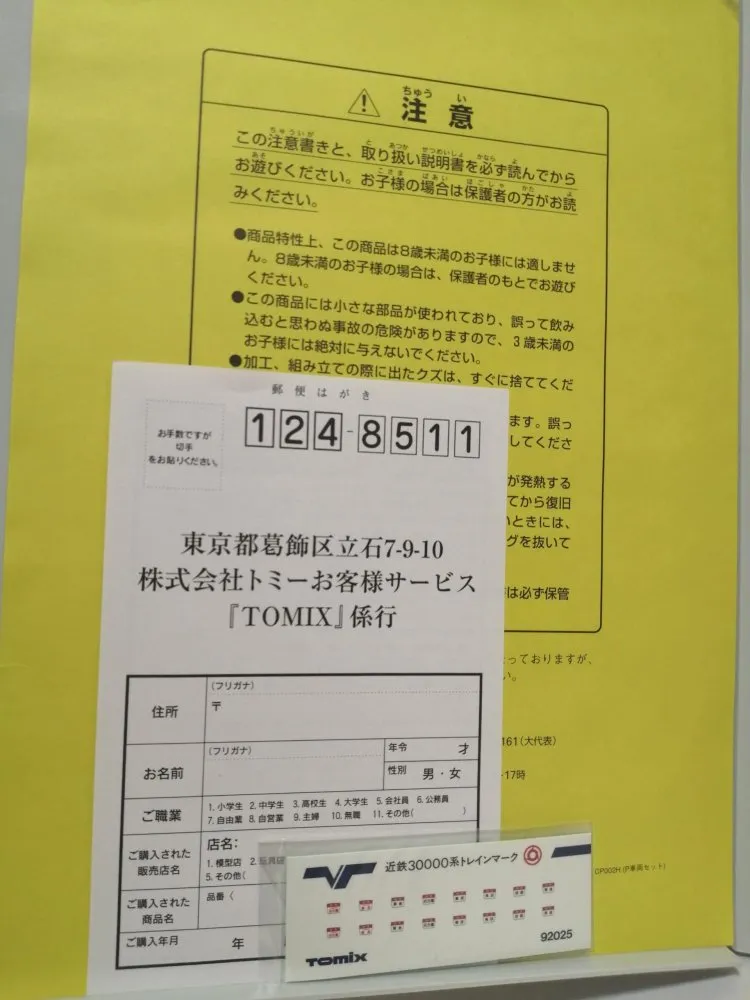 注意
この注意書きと、取り扱い説明書を必ず読んでから
お遊びください。お子様の場合は保護者の方がお読
みください。
●商品特性上、この商品は8歳未満のお子様には適しませ
ん。8歳未満のお子様の場合は、保護者のもとでお遊び
ください。
●この商品には小さな部品が使われており、誤って飲み
込むと思わぬ事故の危険がありますので、3歳未満の
お子様には絶対に与えないでください。
●加工、組み立ての際に出たクズは、すぐに捨ててくだ
ます。誤っ
してくださ
が発熱する
てから復旧
いときには、
グを抜いて
は必ず保管
っておりますが、
い。
161(大代表)
-17時
CP002H (P車両セット)
郵便はがき
お手数ですが
切手
をお貼りください。
124-8511
東京都葛飾区立石7-9-10
株式会社トミーお客様サービス
『TOMIX』係行
住所
(フリガナ)
〒
お名前
(フリガナ)
年令 才
性別 男・女
ご職業
1. 小学生 2. 中学生 3. 高校生 4. 大学生 5. 会社員 6. 公務員
7. 自由業 8. 自営業 9. 主婦 10. 無職 11. その他( )
ご購入された
販売店名
店名:
1. 模型店 2. 玩具店
5. その他(
ご購入された
商品名
品番(
ご購入年月
年
近鉄30000系トレインマーク
92025
TOMIX